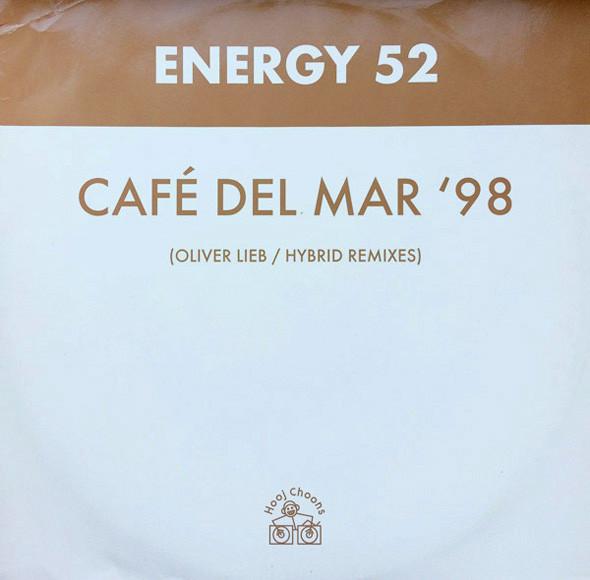 ENERGY 52
CAFÉ DEL MAR ‘98
(OLIVER LIEB / HYBRID REMIXES)
Hooj Choons